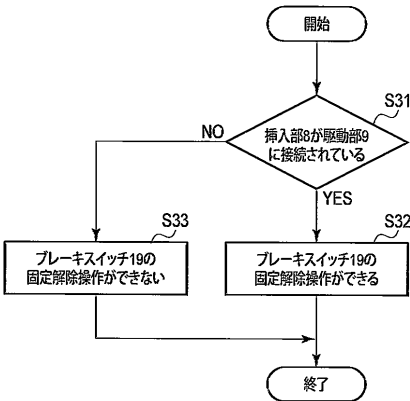 開始
S31
挿入部8が駆動部9
に接続されている
NO
YES
S33
ブレーキスイッチ19の
固定解除操作ができない
S32
ブレーキスイッチ19の
固定解除操作ができる
終了